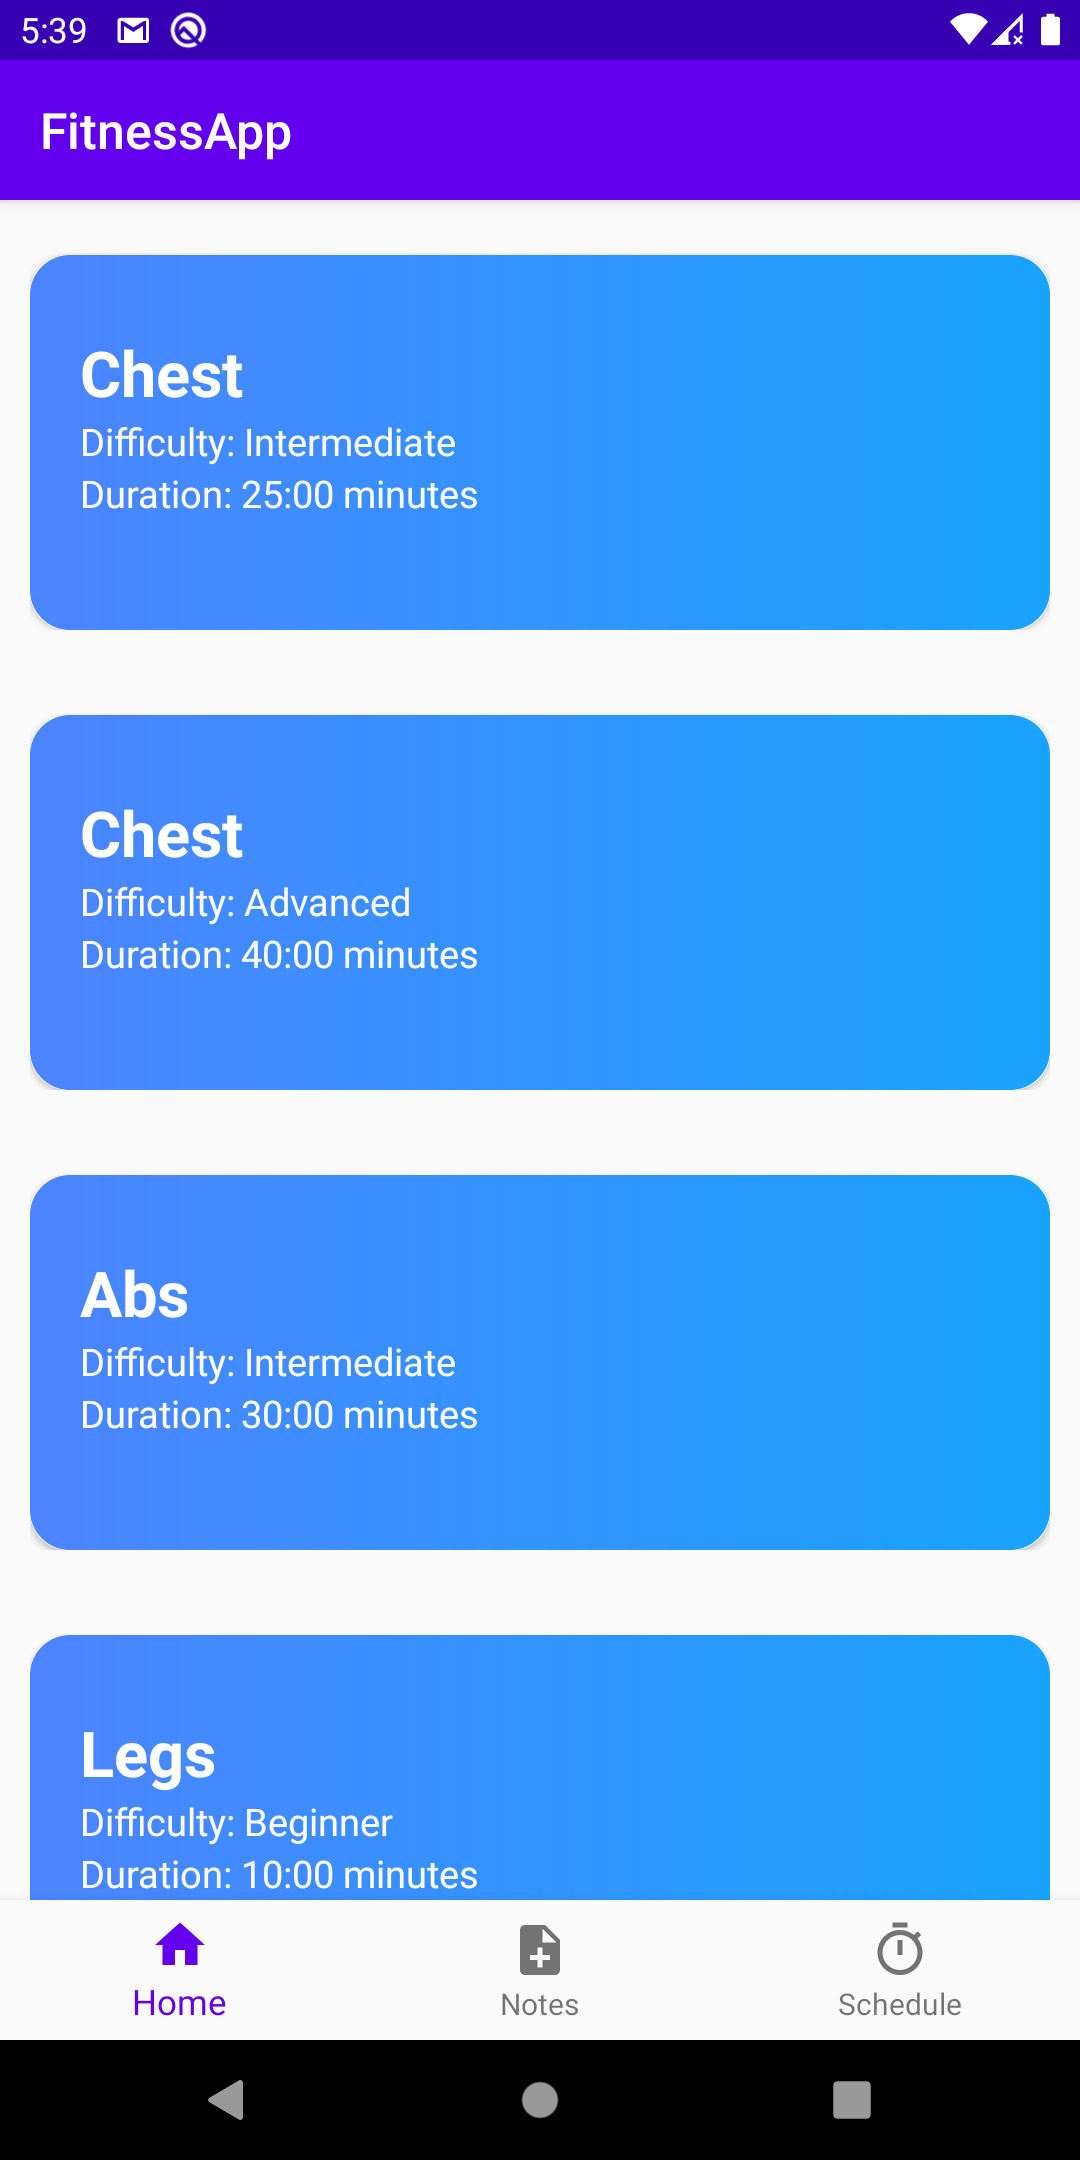 5:39
FitnessApp
Chest
Difficulty: Intermediate
Duration: 25:00 minutes
Chest
Difficulty: Advanced
Duration: 40:00 minutes
Abs
Difficulty: Intermediate
Duration: 30:00 minutes
Legs
Difficulty: Beginner
Duration: 10:00 minutes
Home
Notes
Schedule